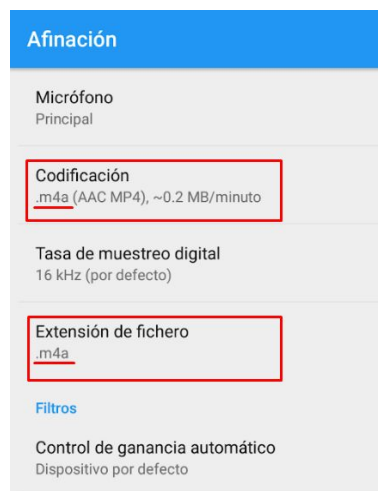 Afinación
Micrófono
Principal
Codificación
.m4a (AAC MP4), ~0.2 MB/minuto
Tasa de muestreo digital
16 kHz (por defecto)
Extensión de fichero
.m4a
Filtros
Control de ganancia automático
Dispositivo por defecto